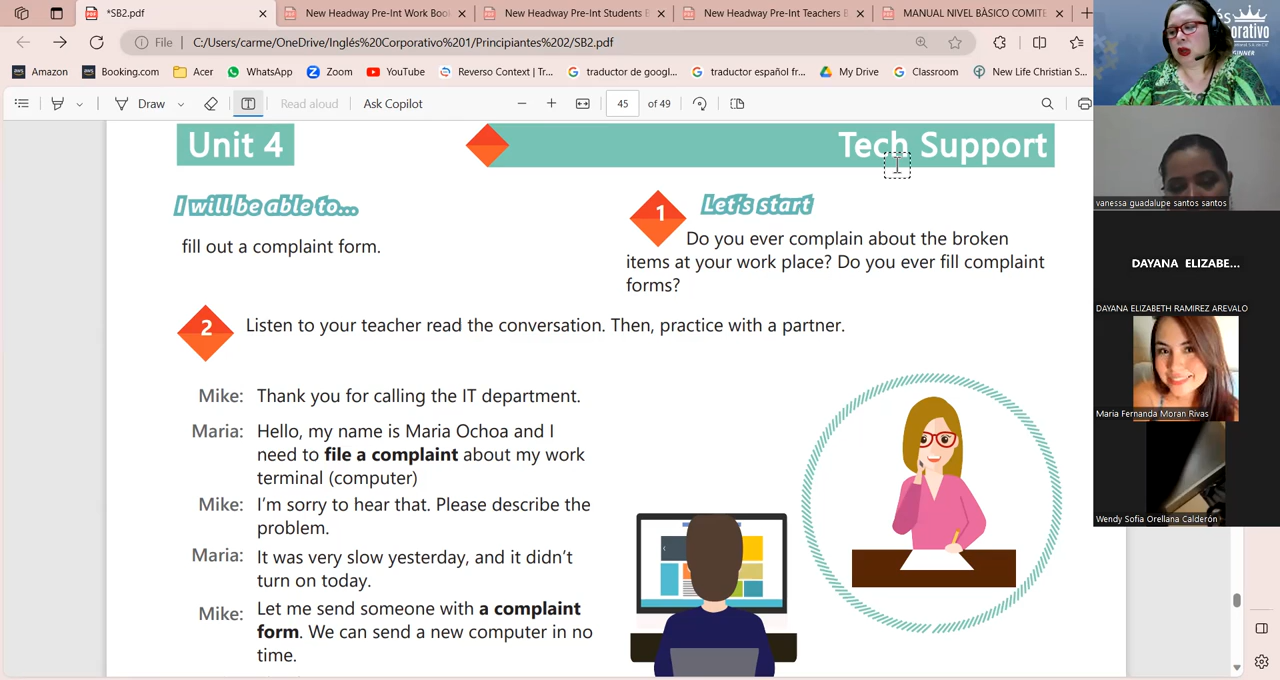 *SB2.pdf
New Headway Pre-Int Work Boo
New Headway Pre-Int Students B
New Headway Pre-Int Teachers B
MANUAL NIVEL BÀSICO COMITE
File
C:/Users/carme/OneDrive/Inglés%20Corporativo%201/Principiantes%202/SB2.pdf
Amazon
Booking.com
Acer
WhatsApp
Zoom
YouTube
Reverso Context | Tr...
traductor de googl...
traductor español fr...
My Drive
Classroom
New Life Christian S...
Draw
Read aloud
Ask Copilot
45
of 49
Unit 4
Tech Support
I will be able to...
fill out a complaint form.
1
Let's start
Do you ever complain about the broken
items at your work place? Do you ever fill complaint
forms?
2
Listen to your teacher read the conversation. Then, practice with a partner.
Mike: Thank you for calling the IT department.
Maria: Hello, my name is Maria Ochoa and I
need to file a complaint about my work
terminal (computer)
Mike: I'm sorry to hear that. Please describe the
problem.
Maria: It was very slow yesterday, and it didn't
turn on today.
Mike: Let me send someone with a complaint
form. We can send a new computer in no
time.
vanessa guadalupe santos santos
DAYANA ELIZABE...
DAYANA ELIZABETH RAMIREZ AREVALO
Maria Fernanda Moran Rivas
Wendy Sofia Orellana Calderón